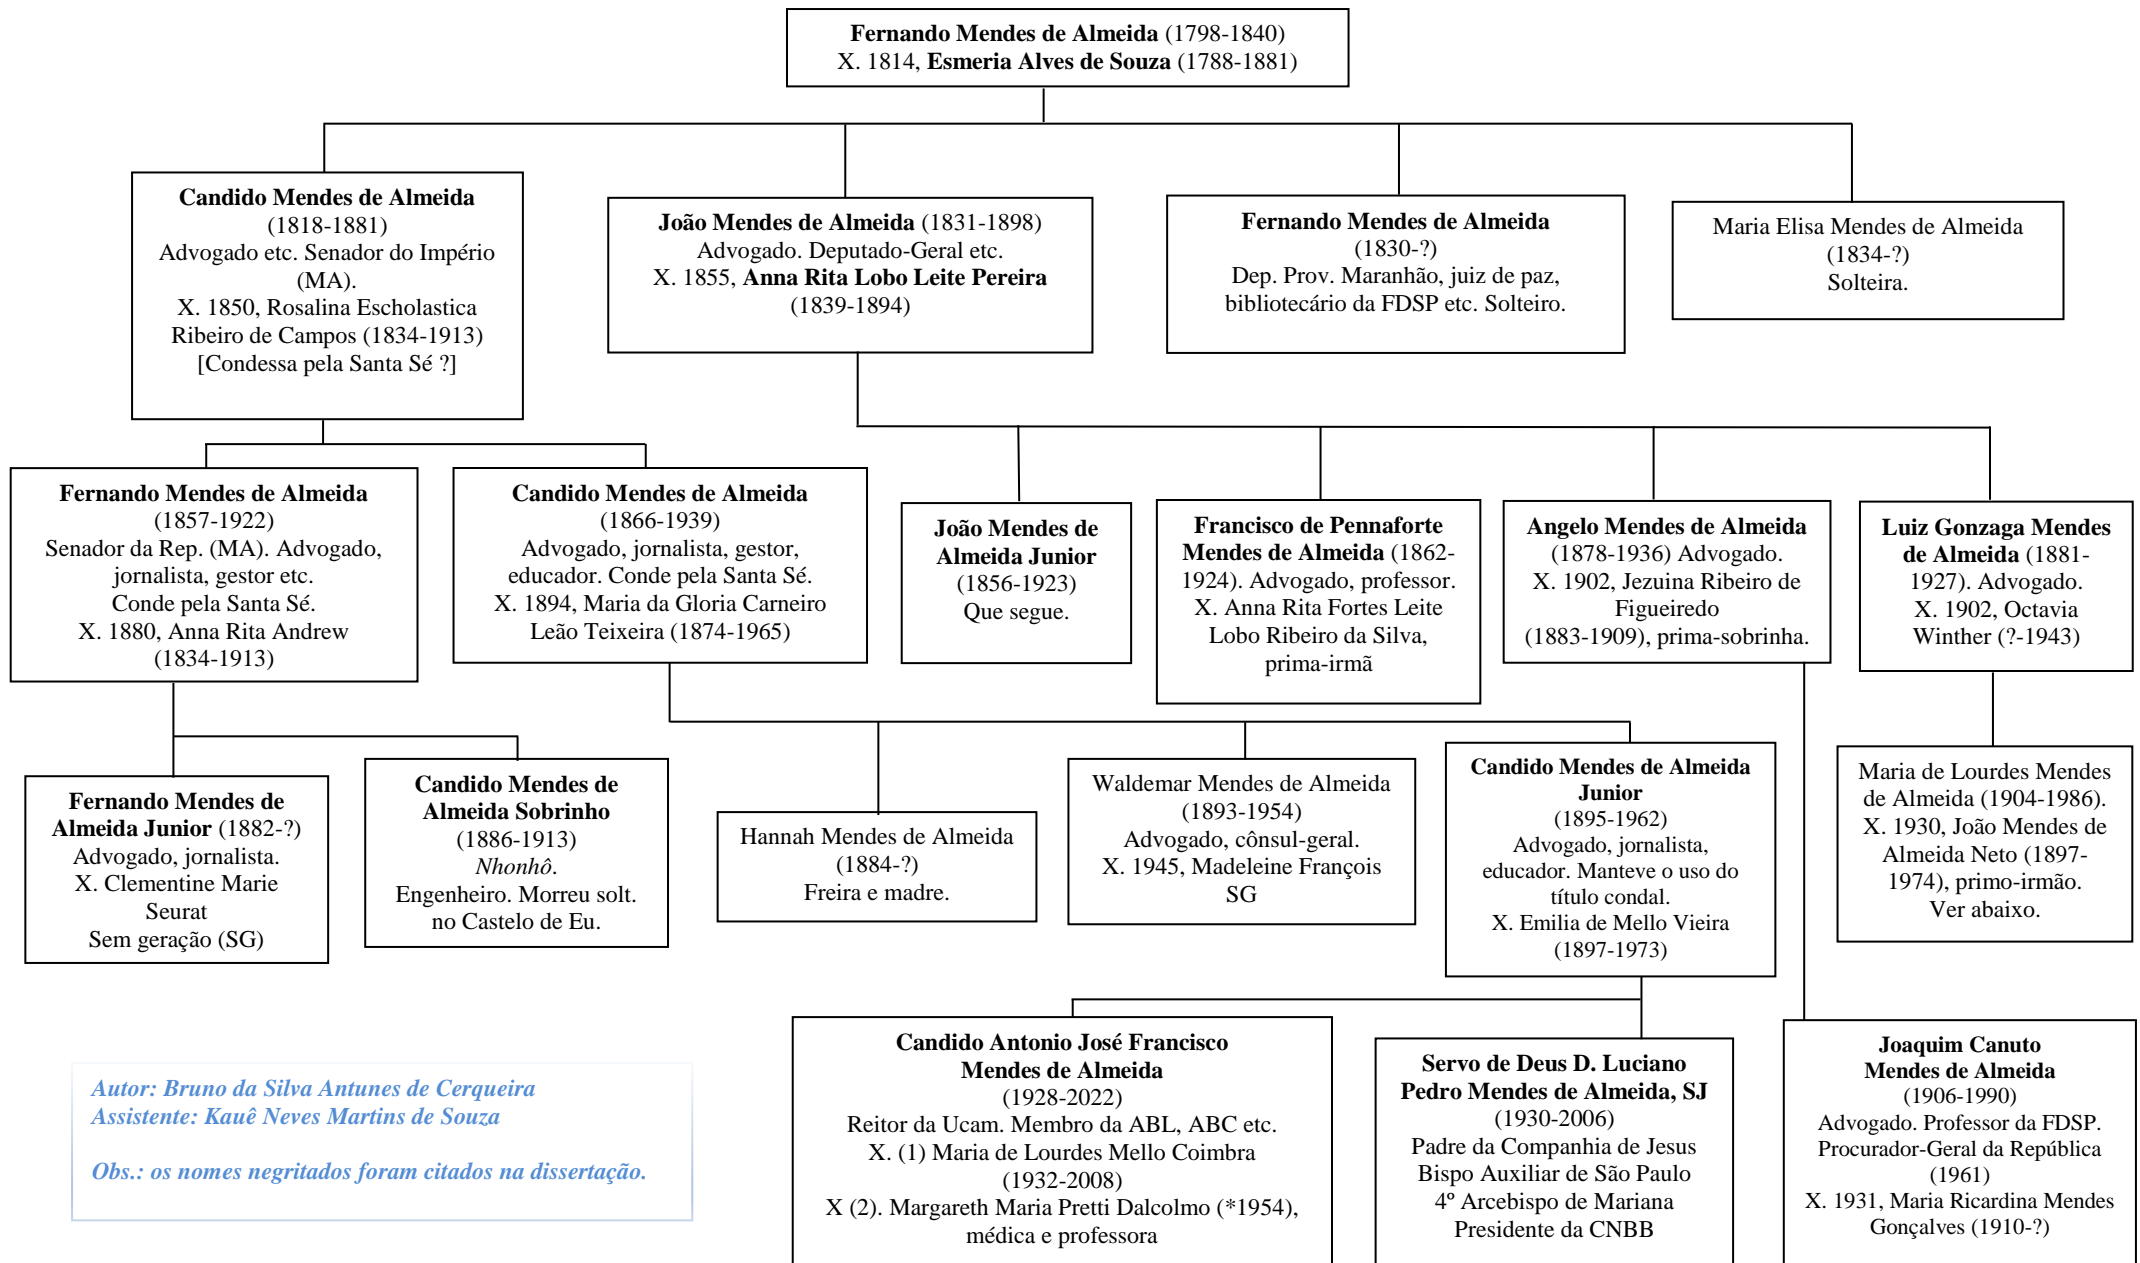 Fernando Mendes de Almeida (1798-1840)
X. 1814, Esmeria Alves de Souza (1788-1881)
Candido Mendes de Almeida
(1818-1881)
Advogado etc. Senador do Império
(MA).
X. 1850, Rosalina Escholastica
Ribeiro de Campos (1834-1913)
[Condessa pela Santa Sé ?]
João Mendes de Almeida (1831-1898)
Advogado. Deputado-Geral etc.
X. 1855, Anna Rita Lobo Leite Pereira
(1839-1894)
Fernando Mendes de Almeida
(1830-?)
Dep. Prov. Maranhão, juiz de paz,
bibliotecário da FDSP etc. Solteiro.
Maria Elisa Mendes de Almeida
(1834-?)
Solteira.
Fernando Mendes de Almeida
(1857-1922)
Senador da Rep. (MA). Advogado,
jornalista, gestor etc.
Conde pela Santa Sé.
X. 1880, Anna Rita Andrew
(1834-1913)
Candido Mendes de Almeida
(1866-1939)
Advogado, jornalista, gestor,
educador. Conde pela Santa Sé.
X. 1894, Maria da Gloria Carneiro
Leão Teixeira (1874-1965)
João Mendes de
Almeida Junior
(1856-1923)
Que segue.
Francisco de Pennaforte
Mendes de Almeida (1862-
1924). Advogado, professor.
X. Anna Rita Fortes Leite
Lobo Ribeiro da Silva,
prima-irmã
Angelo Mendes de Almeida
(1878-1936) Advogado.
X. 1902, Jezuina Ribeiro de
Figueiredo
(1883-1909), prima-sobrinha.
Luiz Gonzaga Mendes
de Almeida (1881-
1927). Advogado.
X. 1902, Octavia
Winther (?-1943)
Fernando Mendes de
Almeida Junior (1882-?)
Advogado, jornalista.
X. Clementine Marie
Seurat
Sem geração (SG)
Candido Mendes de
Almeida Sobrinho
(1886-1913)
Nhonhô.
Engenheiro. Morreu solt.
no Castelo de Eu.
Hannah Mendes de Almeida
(1884-?)
Freira e madre.
Waldemar Mendes de Almeida
(1893-1954)
Advogado, cônsul-geral.
X. 1945, Madeleine François
SG
Candido Mendes de Almeida
Junior
(1895-1962)
Advogado, jornalista,
educador. Manteve o uso do
título condal.
X. Emilia de Mello Vieira
(1897-1973)
Maria de Lourdes Mendes
de Almeida (1904-1986).
X. 1930, João Mendes de
Almeida Neto (1897-
1974), primo-irmão.
Ver abaixo.
Candido Antonio José Francisco
Mendes de Almeida
(1928-2022)
Reitor da Ucam. Membro da ABL, ABC etc.
X. (1) Maria de Lourdes Mello Coimbra
(1932-2008)
X (2). Margareth Maria Pretti Dalcolmo (*1954),
médica e professora
Servo de Deus D. Luciano
Pedro Mendes de Almeida, SJ
(1930-2006)
Padre da Companhia de Jesus
Bispo Auxiliar de São Paulo
4º Arcebispo de Mariana
Presidente da CNBB
Joaquim Canuto
Mendes de Almeida
(1906-1990)
Advogado. Professor da FDSP.
Procurador-Geral da República
(1961)
X. 1931, Maria Ricardina Mendes
Gonçalves (1910-?)
Autor: Bruno da Silva Antunes de Cerqueira
Assistente: Kauê Neves Martins de Souza
Obs.: os nomes negritados foram citados na dissertação.